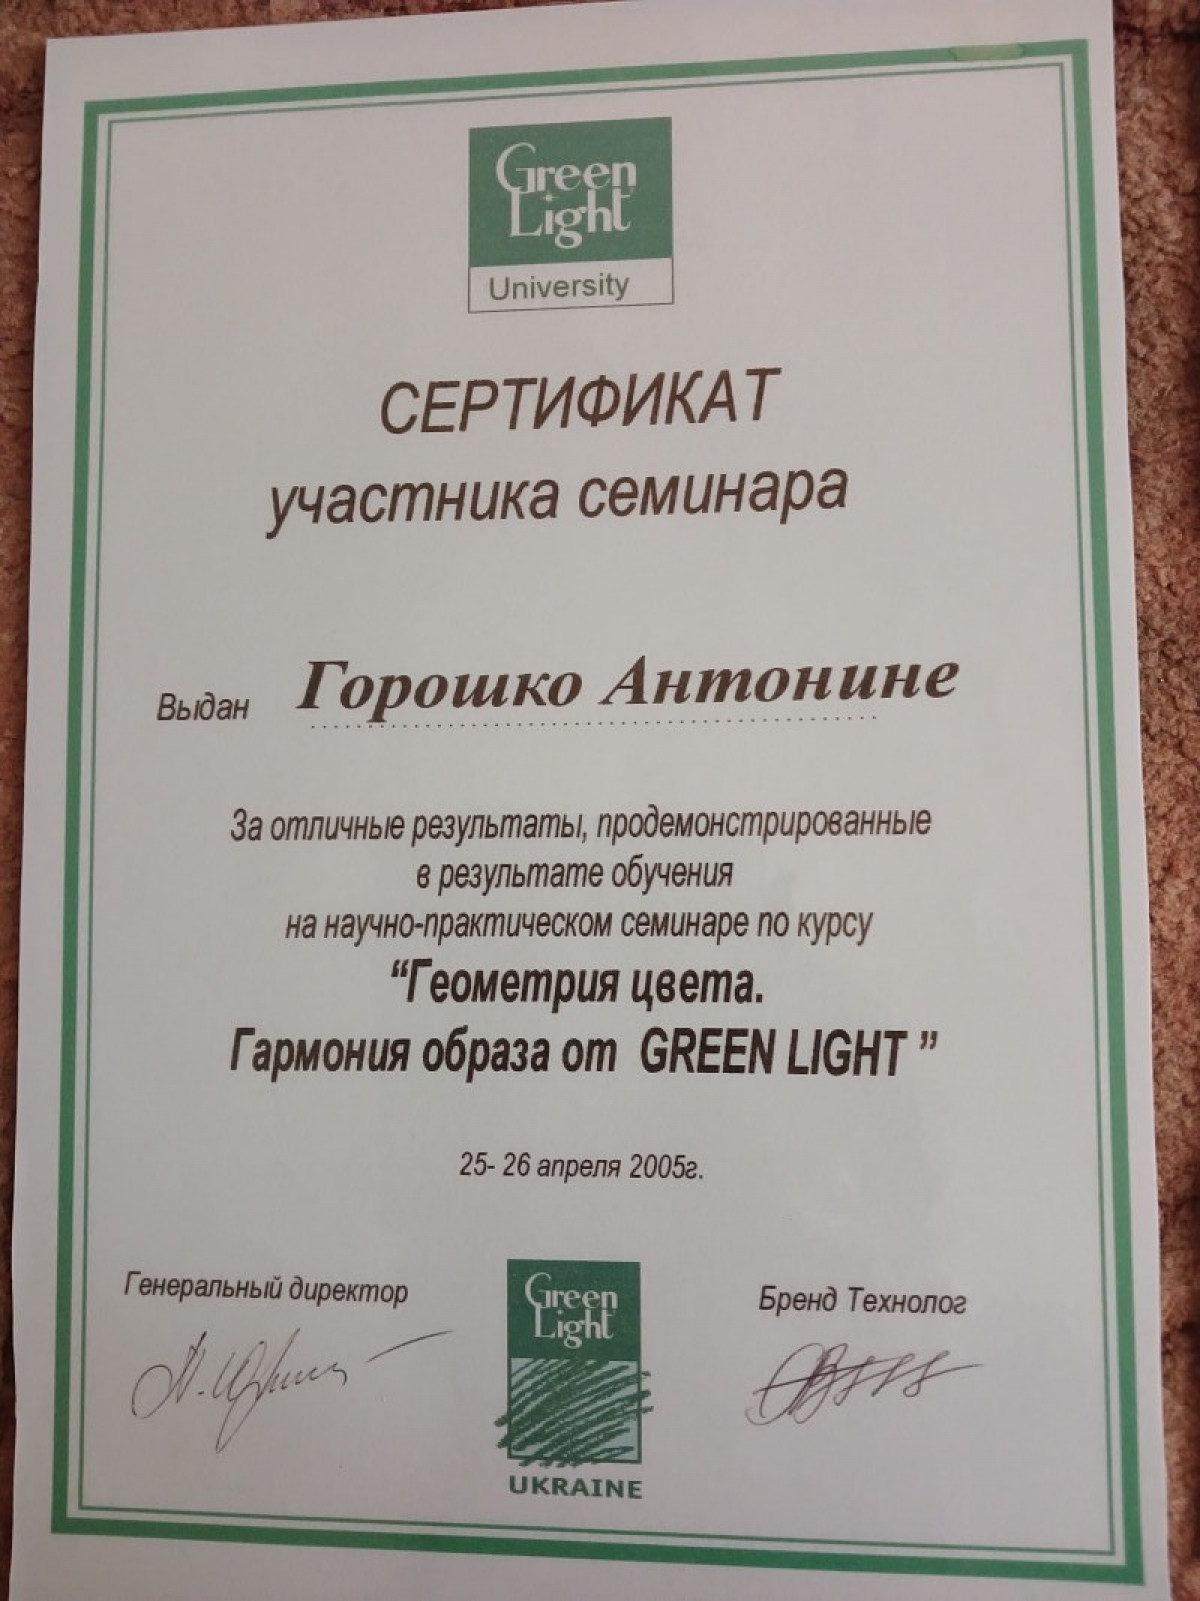 Green
Light
University
СЕРТИФИКАТ
участника семинара
Выдан Горошко Антонине
За отличные результаты, продемонстрированные
в результате обучения
на научно-практическом семинаре по курсу
“Геометрия цвета.
Гармония образа от GREEN LIGHT ”
25- 26 апреля 2005г.
Генеральный директор
Бренд Технолог
Green
Light
UKRAINE